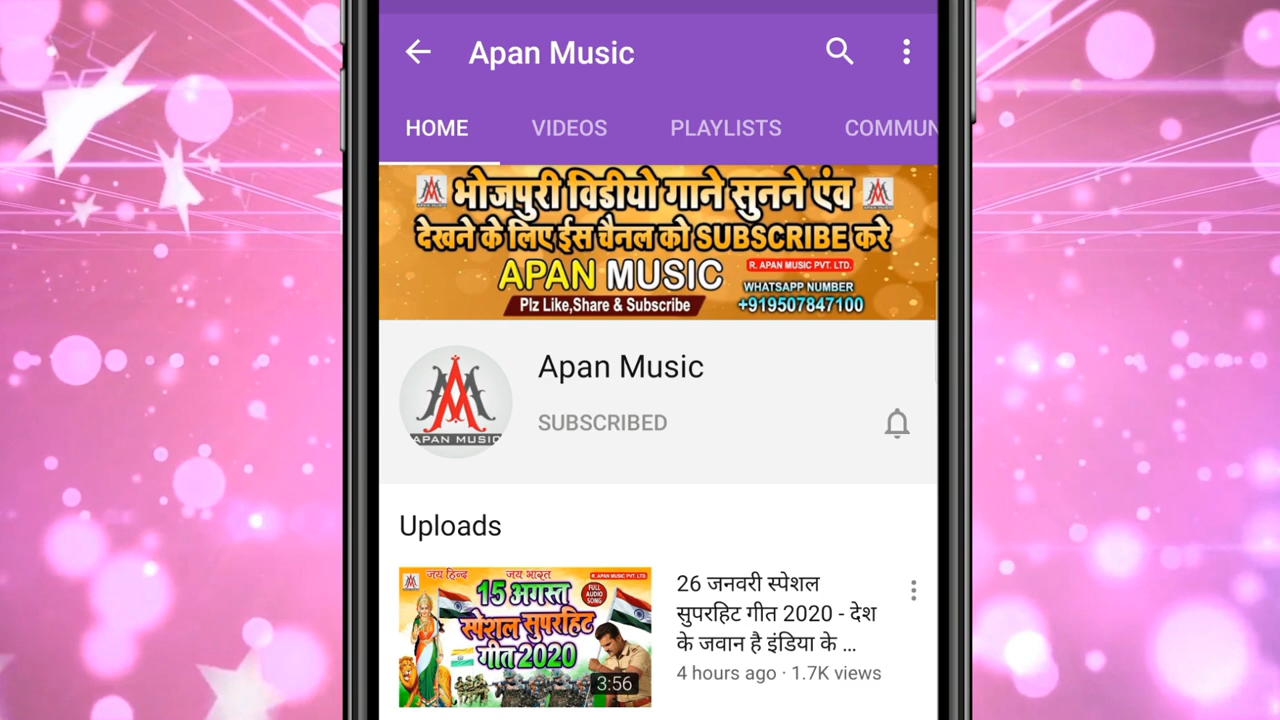 Apan Music
HOME VIDEOS PLAYLISTS COMMUN
भोजपुरी विडीयो गाने सुनने एंव
देखने के लिए ईस चैनल को SUBSCRIBE करे
APAN MUSIC
R. APAN MUSIC PVT. LTD.
WHATSAPP NUMBER
Plz Like,Share & Subscribe
+919507847100
Apan Music
SUBSCRIBED
APAN MUSIC
Uploads
जय हिन्द जय भारत
R. APAN MUSIC PVT. LTD
15 अगस्त
FULL
AUDIO
SONG
स्पेशल सुपरहिट
गीत 2020
3:56
26 जनवरी स्पेशल
सुपरहिट गीत 2020 - देश
के जवान है इंडिया के ...
4 hours ago · 1.7K views